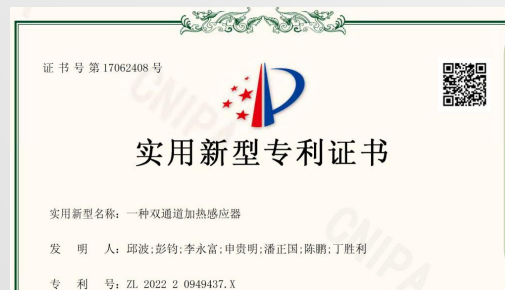 证书号第17062408号
实用新型专利证书
实用新型名称：一种双通道加热感应器
发 明 人：邱波;彭钧;李永富;申贵明;潘正国;陈鹏;丁胜利
专 利 号：ZL 2022 2 0949437.X
CNIPA
CNIPA